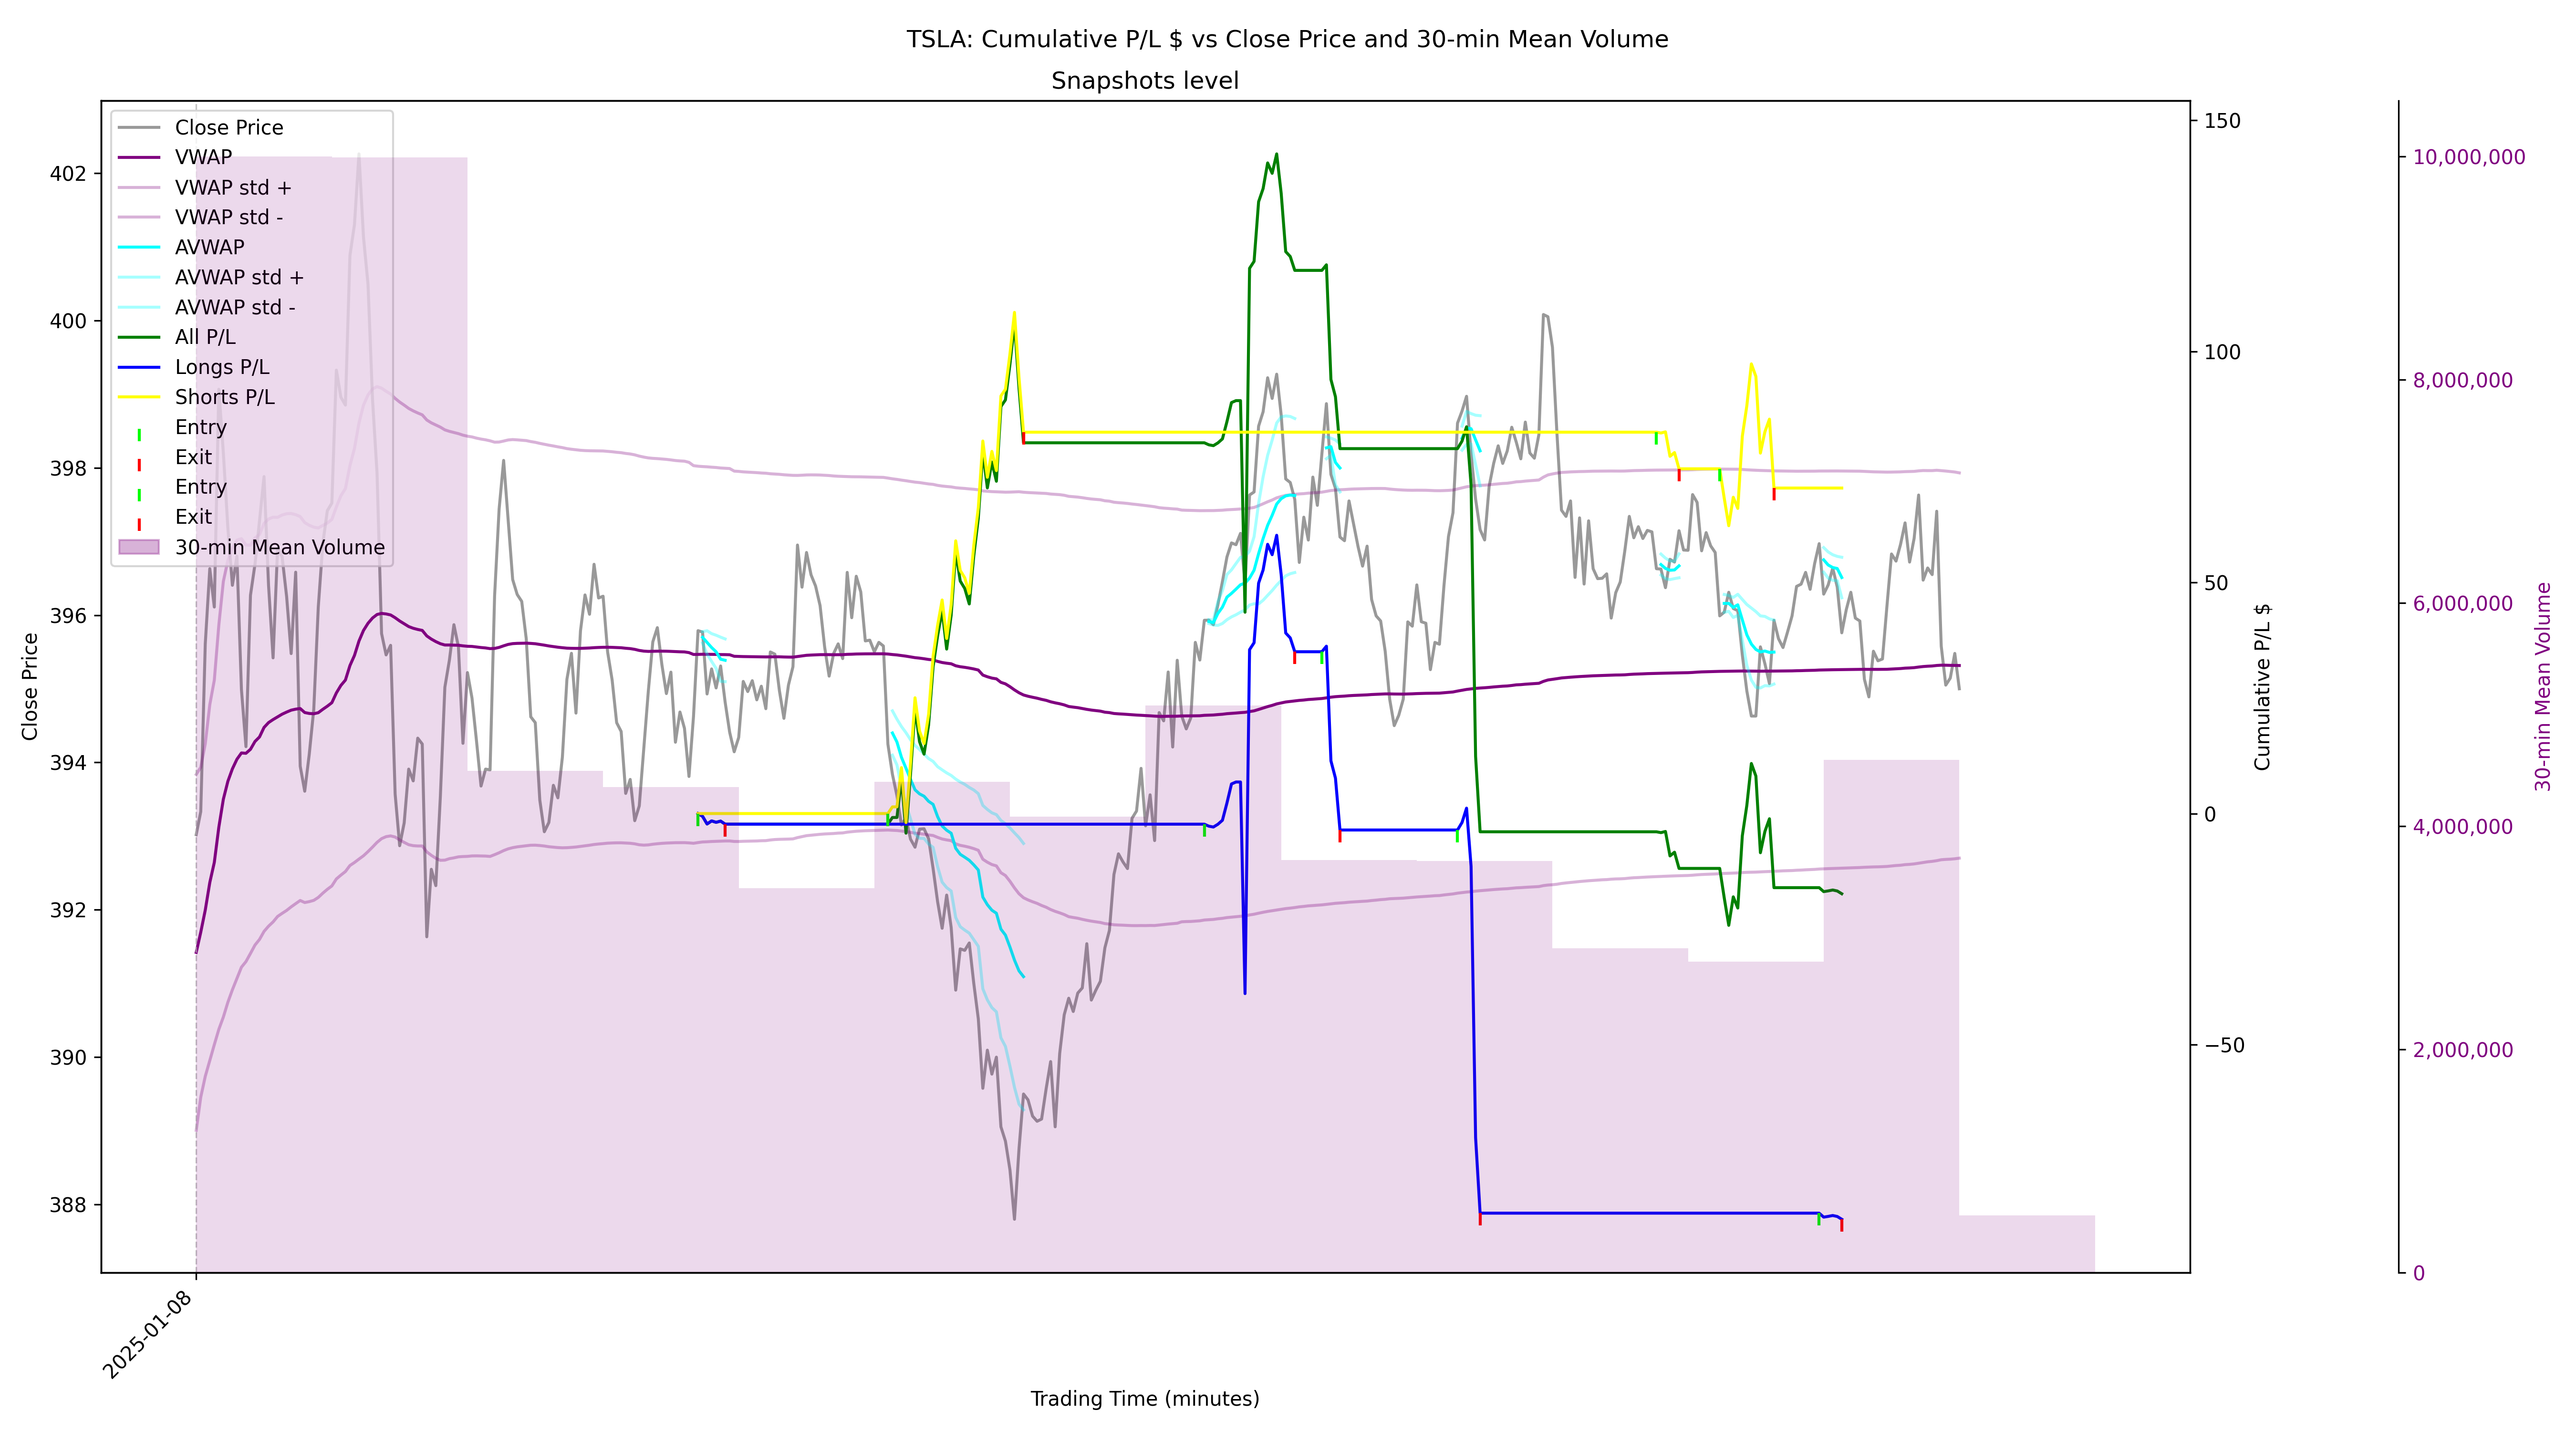 TSLA: Cumulative P/L $ vs Close Price and 30-min Mean Volume
Snapshots level
Close Price
VWAP
VWAP std +
VWAP std -
AVWAP
AVWAP std +
AVWAP std -
All P/L
Longs P/L
Shorts P/L
Entry
Exit
Entry
Exit
30-min Mean Volume
402
400
398
396
394
392
390
388
Close Price
150
100
50
0
−50
Cumulative P/L $
10,000,000
8,000,000
6,000,000
4,000,000
2,000,000
0
30-min Mean Volume
2025-01-08
Trading Time (minutes)